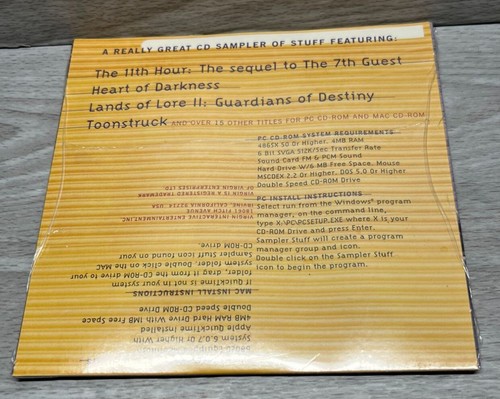 A REALLY GREAT CD SAMPLER OF STUFF FEATURING:
The 11th Hour: The sequel to The 7th Guest
Heart of Darkness
Lands of Lore II: Guardians of Destiny
Toonstruck AND OVER 15 OTHER TITLES FOR PC CD-ROM AND MAC CD-ROM
PC CD-ROM SYSTEM REQUIREMENTS
486SX 50 Or Higher, 4MB RAM
8 Bit SVGA 512K/Sec Transfer Rate
Sound Card FM & PCM Sound
Hard Drive W/6 MB Free Space, Mouse
MSCDEX 2.2 Or Higher, DOS 5.0 Or Higher
Double Speed CD-ROM Drive
PC INSTALL INSTRUCTIONS
Select run from the Windows® program
manager, on the command line,
type X:\PC\PCSETUP.EXE where X is your
CD-ROM Drive and press Enter.
Sampler Stuff will create a program
manager group and icon.
Double click on the Sampler Stuff
icon to begin the program.
System 6.0.7 Or Higher With
Apple QuickTime Installed
4MB RAM Hard Drive With 1MB Free Space
Double Speed CD-ROM Drive
MAC INSTALL INSTRUCTIONS
If QuickTime is not in your system
folder, drag it from the CD-ROM to your
system folder. Double click on the MAC
Sampler Stuff icon found on your
CD-ROM drive.
VIRGIN INTERACTIVE ENTERTAINMENT, INC.
18061 FITCH AVENUE
IRVINE, CALIFORNIA 92714 USA
VIRGIN IS A REGISTERED TRADEMARK
OF VIRGIN ENTERPRISES LTD.